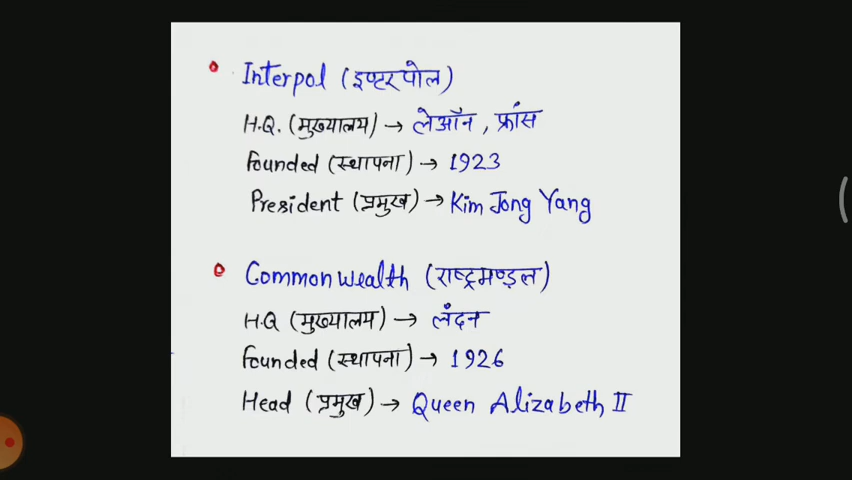 Interpol (इण्टरपोल)
H.Q. (मुख्यालय) → लेऑन, फ्रांस
Founded (स्थापना) → 1923
President (प्रमुख) → Kim Jong Yang
Commonwealth (राष्ट्रमण्ड़ल)
H.Q (मुख्यालय) → लंदन
Founded (स्थापना) → 1926
Head (प्रमुख) → Queen Alizabeth II